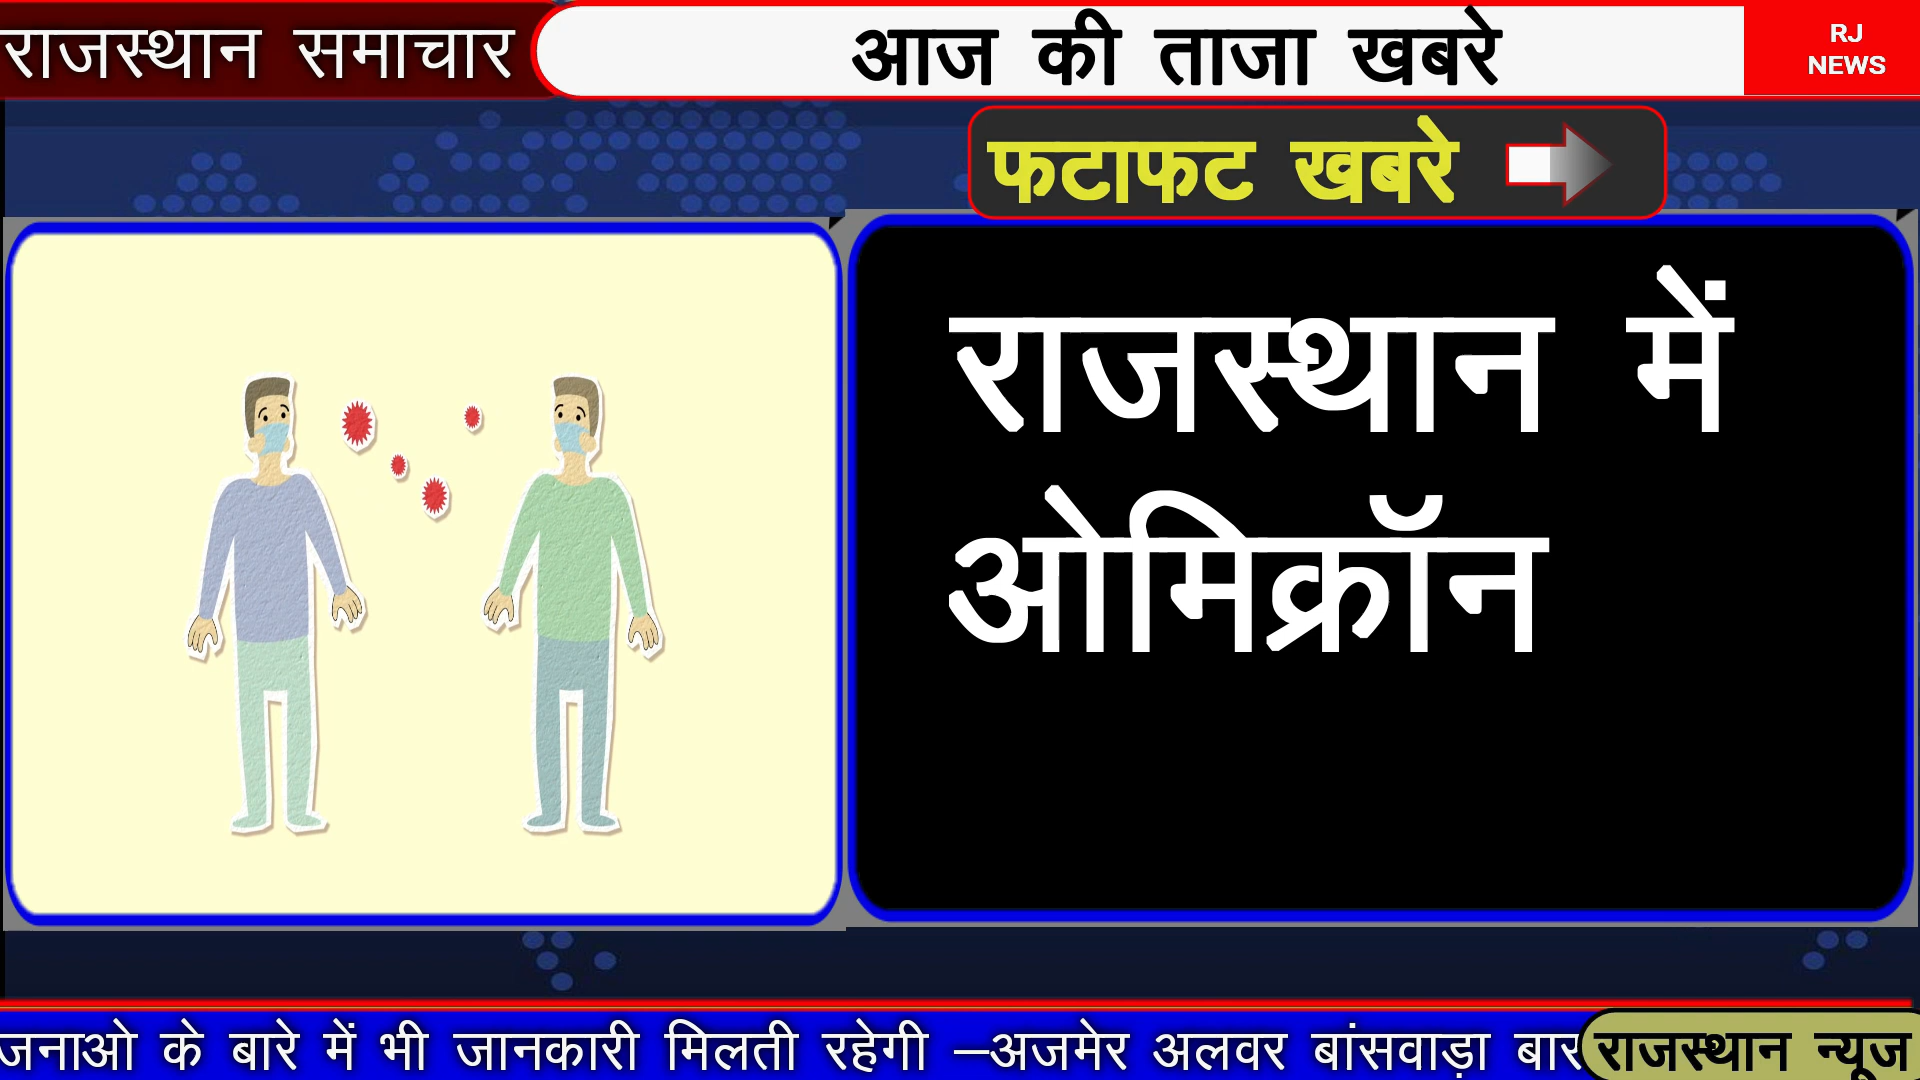 राजस्थान समाचार
आज की ताजा खबरे
RJ
NEWS
फटाफट खबरे
राजस्थान में
ओमिक्रॉन
जनाओ के बारे में भी जानकारी मिलती रहेगी –अजमेर अलवर बांसवाड़ा बार
राजस्थान न्यूज